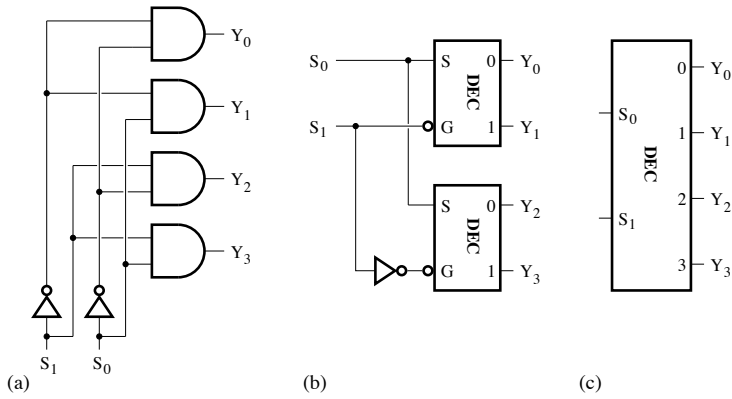 Y0
Y1
Y2
Y3
S1 S0
(a)
S0 S 0 Y0
DEC
S1 G 1 Y1
S 0 Y2
DEC
G 1 Y3
(b)
0 Y0
S0
1 Y1
DEC
2 Y2
S1
3 Y3
(c)